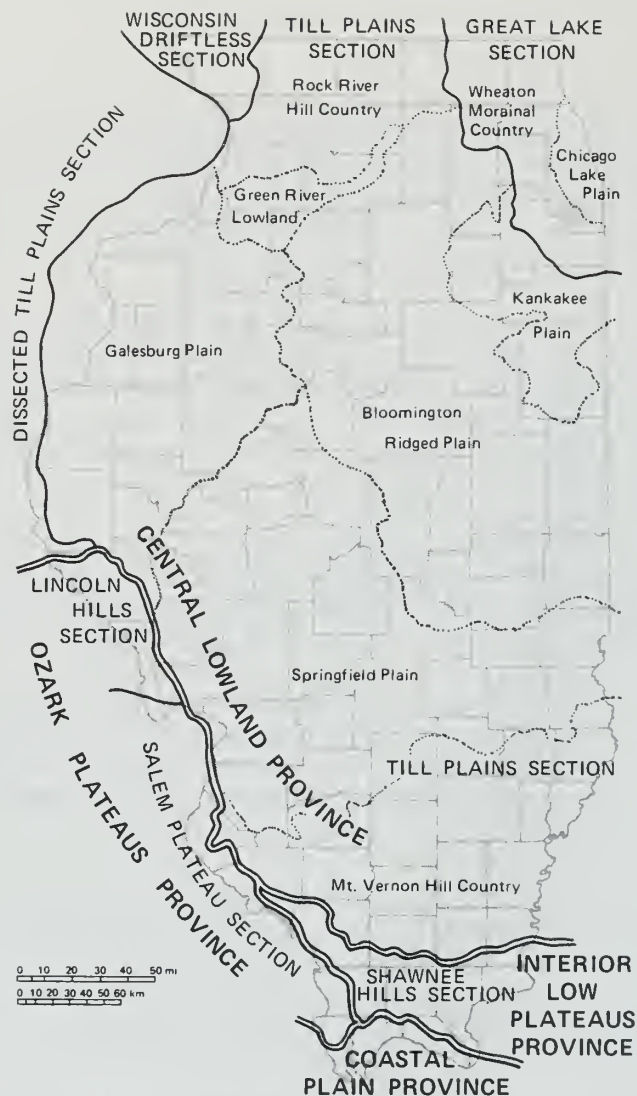 WISCONSIN
DRIFTLESS
SECTION
TILL PLAINS
SECTION
GREAT LAKE
SECTION
Rock River
Hill Country
Wheaton
Morainal
Country
Chicago
Lake
Plain
Green River
Lowland
DISSECTED TILL PLAINS SECTION
Kankakee
Plain
Galesburg Plain
Bloomington
Ridged Plain
LINCOLN
HILLS
SECTION
CENTRAL LOWLAND PROVINCE
OZARK PLATEAUS PROVINCE
Springfield Plain
SALEM PLATEAU SECTION
TILL PLAINS SECTION
Mt. Vernon Hill Country
0 10 20 30 40 50 mi
0 10 20 30 40 50 60 km
SHAWNEE
HILLS SECTION
INTERIOR
LOW
PLATEAUS
PROVINCE
COASTAL
PLAIN PROVINCE